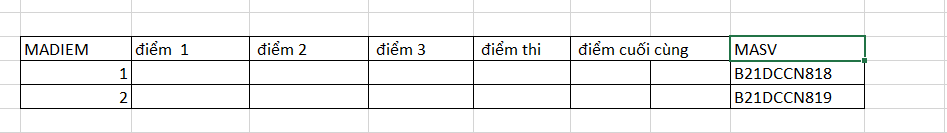 MADIEM điểm 1 điểm 2 điểm 3 điểm thi điểm cuối cùng MASV
1 B21DCCN818
2 B21DCCN819